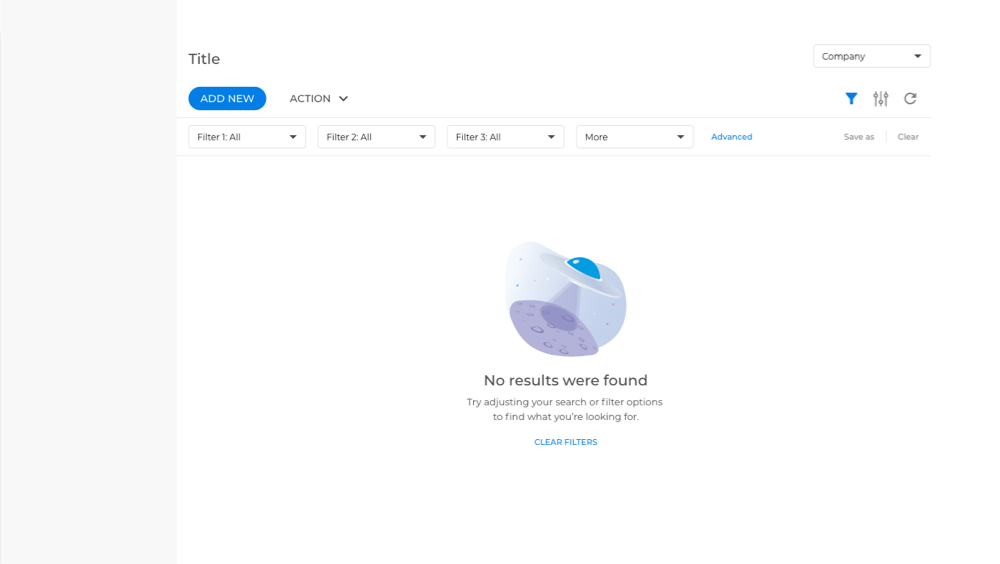 Title
Company
ADD NEW
ACTION
Filter 1: All
Filter 2: All
Filter 3: All
More
Advanced
Save as
Clear
No results were found
Try adjusting your search or filter options
to find what you’re looking for.
CLEAR FILTERS